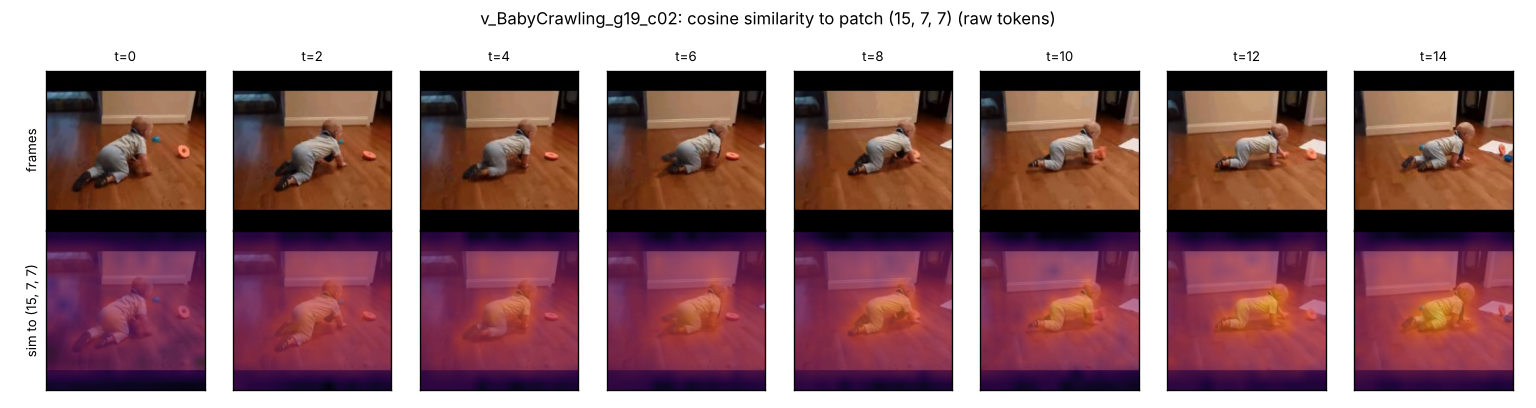 v_BabyCrawling_g19_c02: cosine similarity to patch (15, 7, 7) (raw tokens)
t=0 t=2 t=4 t=6 t=8 t=10 t=12 t=14
frames
sim to (15, 7, 7)